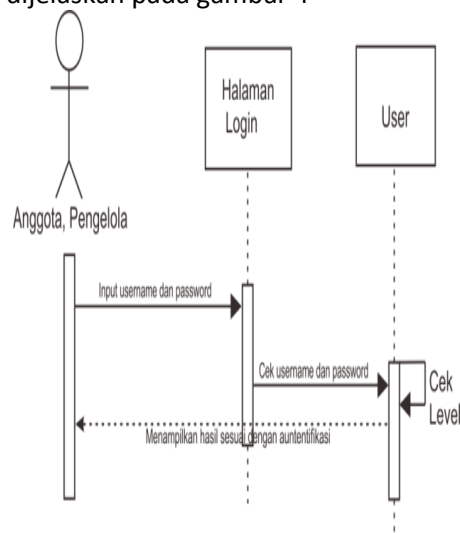 dijelaskan pada gambar 4
Halaman
Login
User
Anggota, Pengelola
Input username dan password
Cek username dan password
Cek
Level
Menampilkan hasil sesuai dengan auntentifikasi